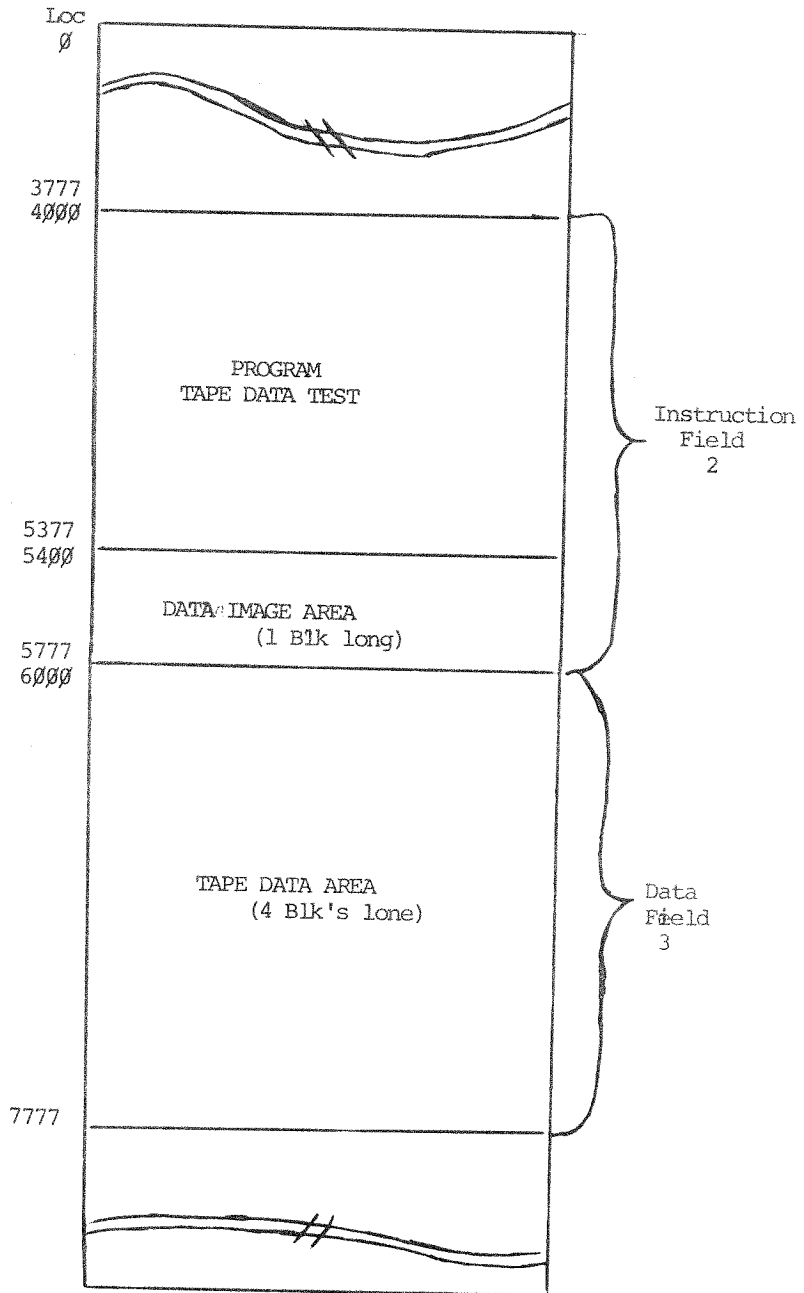 Loc
Ø
3777
4ØØØ
PROGRAM
TAPE DATA TEST
Instruction
Field
2
5377
54ØØ
DATA IMAGE AREA
(1 Blk long)
5777
6ØØØ
TAPE DATA AREA
(4 Blk's lone)
Data
Field
3
7777